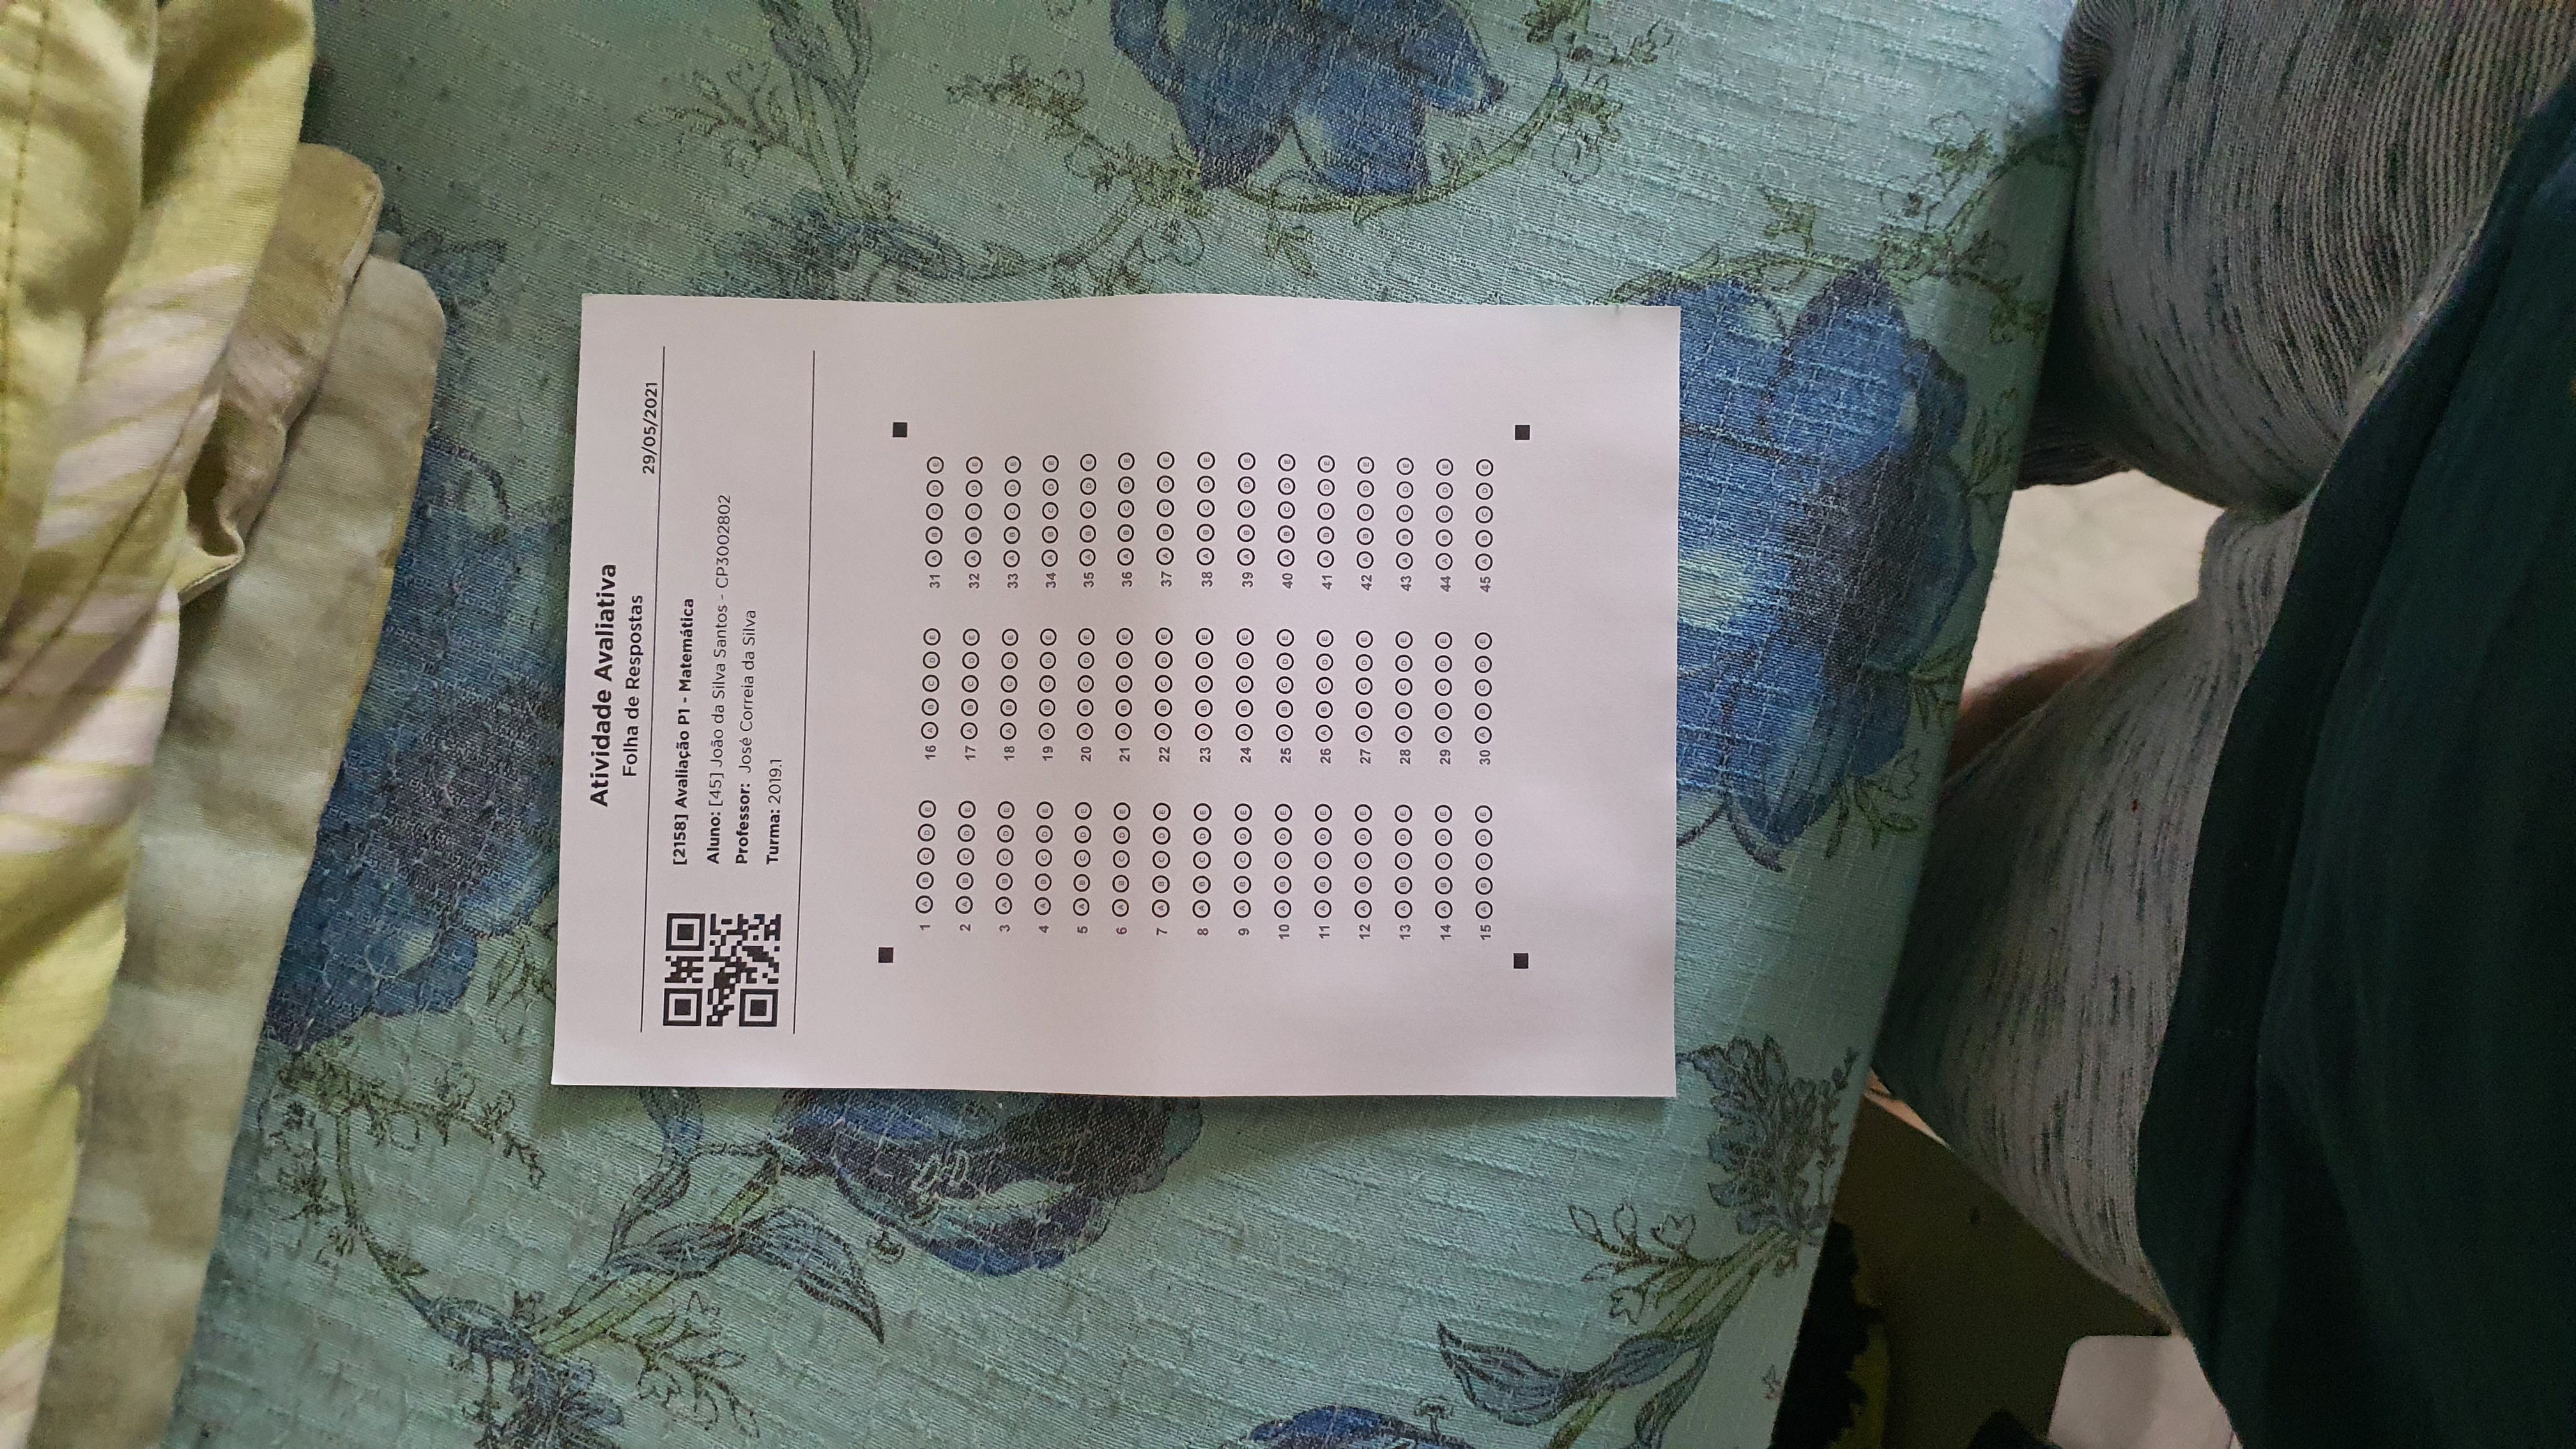 Atividade Avaliativa
Folha de Respostas
29/05/2021
[2158] Avaliação P1 - Matemática
Aluno: [45] João da Silva Santos - CP3002802
Professor: José Correia da Silva
Turma: 2019.1
1 A B C D E 16 A B C D E 31 A B C D E
2 A B C D E 17 A B C D E 32 A B C D E
3 A B C D E 18 A B C D E 33 A B C D E
4 A B C D E 19 A B C D E 34 A B C D E
5 A B C D E 20 A B C D E 35 A B C D E
6 A B C D E 21 A B C D E 36 A B C D E
7 A B C D E 22 A B C D E 37 A B C D E
8 A B C D E 23 A B C D E 38 A B C D E
9 A B C D E 24 A B C D E 39 A B C D E
10 A B C D E 25 A B C D E 40 A B C D E
11 A B C D E 26 A B C D E 41 A B C D E
12 A B C D E 27 A B C D E 42 A B C D E
13 A B C D E 28 A B C D E 43 A B C D E
14 A B C D E 29 A B C D E 44 A B C D E
15 A B C D E 30 A B C D E 45 A B C D E